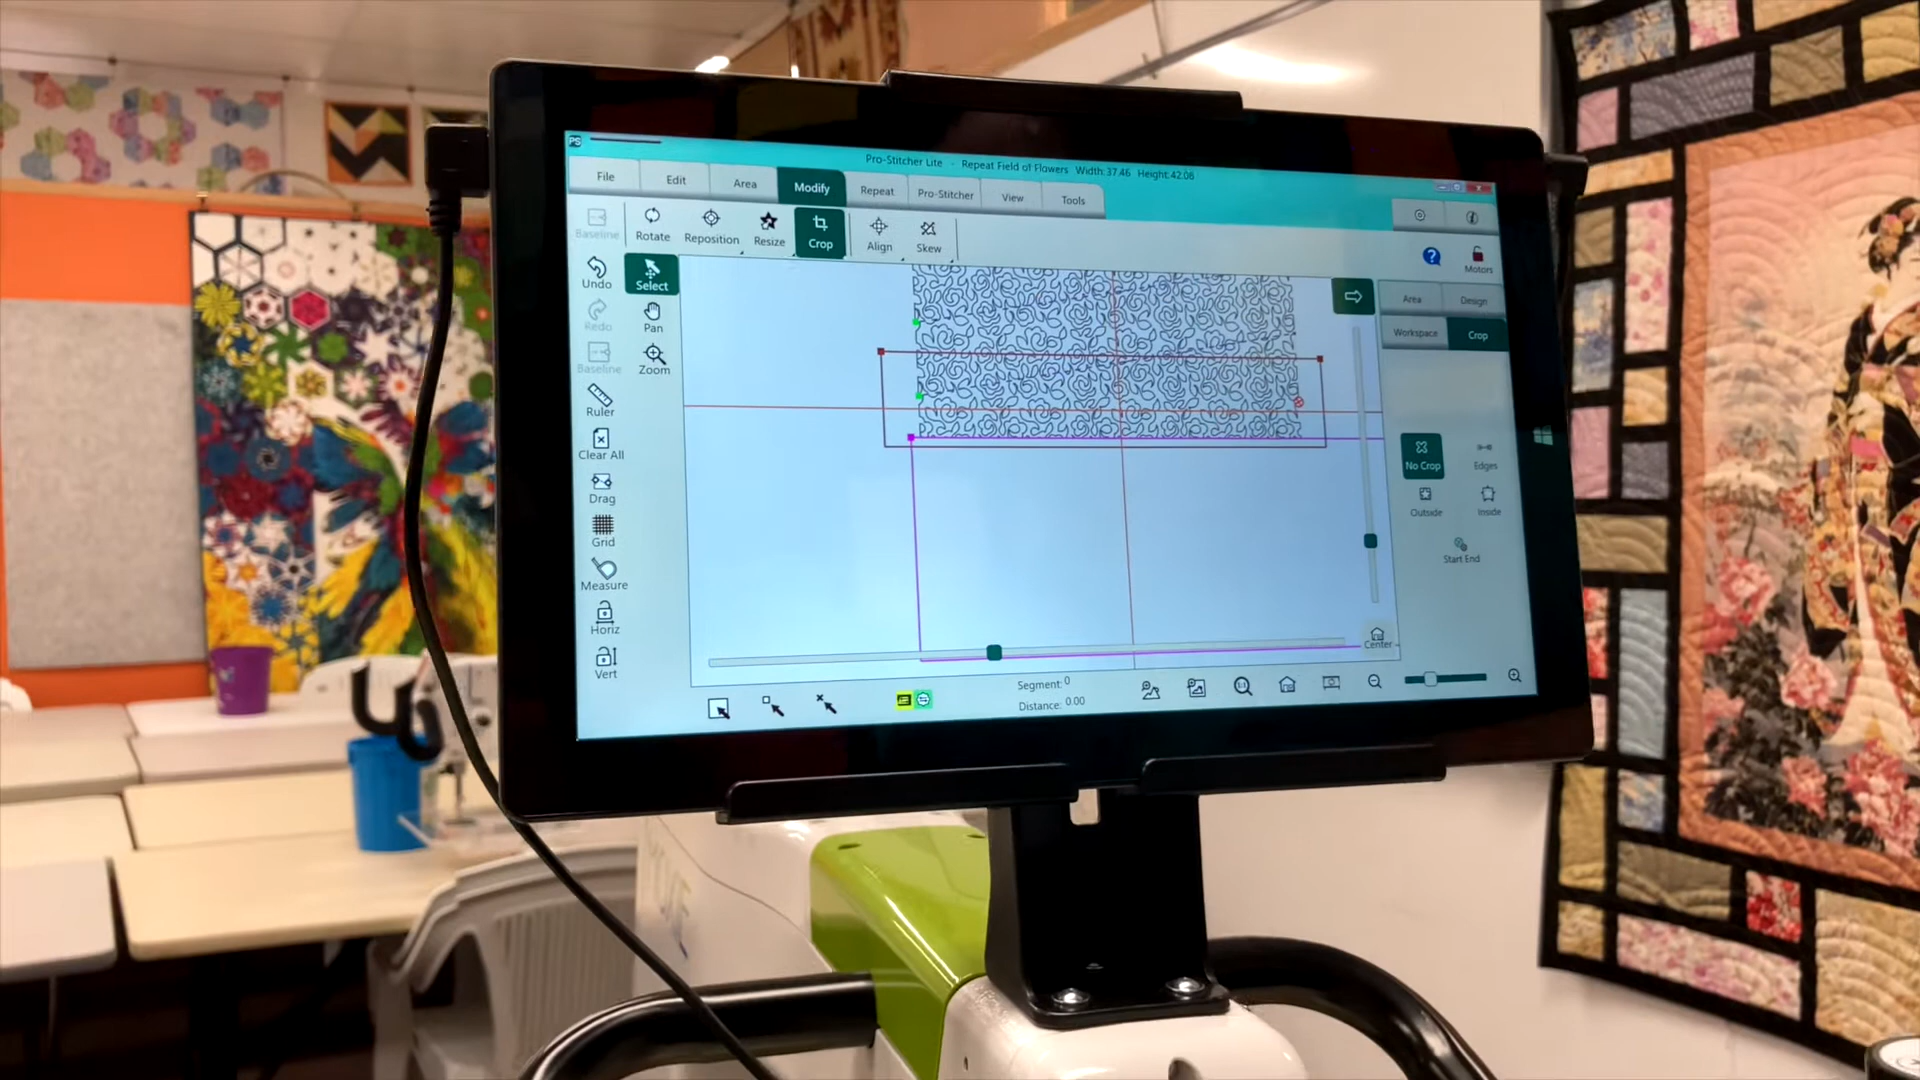 PS
Pro-Stitcher Lite - Repeat Field of Flowers Width:37.46 Height:42.06
File Edit Area Modify Repeat Pro-Stitcher View Tools
Baseline Rotate Reposition Resize Crop Align Skew
Motors
Undo Select
Redo Pan
Baseline Zoom
Ruler
Clear All
Drag
Grid
Measure
Horiz
Vert
Area Design
Workspace Crop
No Crop Edges
Outside Inside
Start End
Center
Segment: 0
Distance: 0.00
1:1